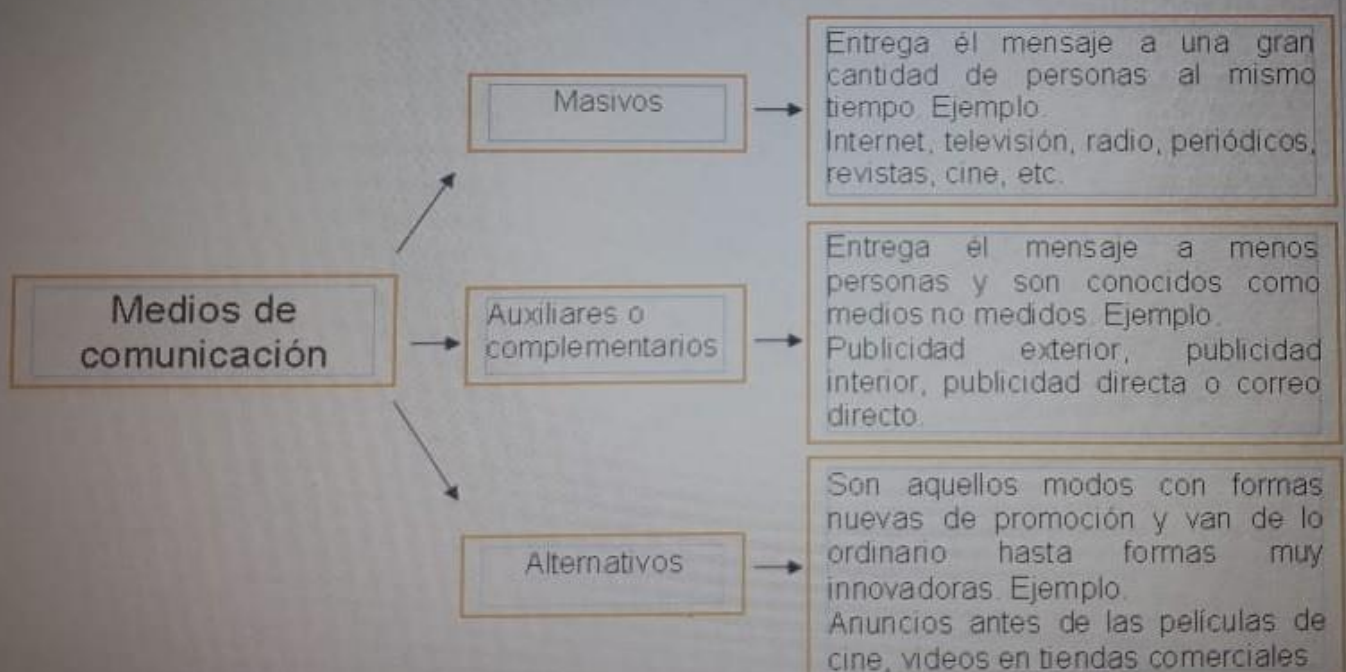 Medios de
comunicación
Masivos
Entrega él mensaje a una gran
cantidad de personas al mismo
tiempo. Ejemplo.
Internet, televisión, radio, periódicos,
revistas, cine, etc.
Auxiliares o
complementarios
Entrega él mensaje a menos
personas y son conocidos como
medios no medidos. Ejemplo.
Publicidad exterior, publicidad
interior, publicidad directa o correo
directo.
Alternativos
Son aquellos modos con formas
nuevas de promoción y van de lo
ordinario hasta formas muy
innovadoras. Ejemplo.
Anuncios antes de las películas de
cine, videos en tiendas comerciales